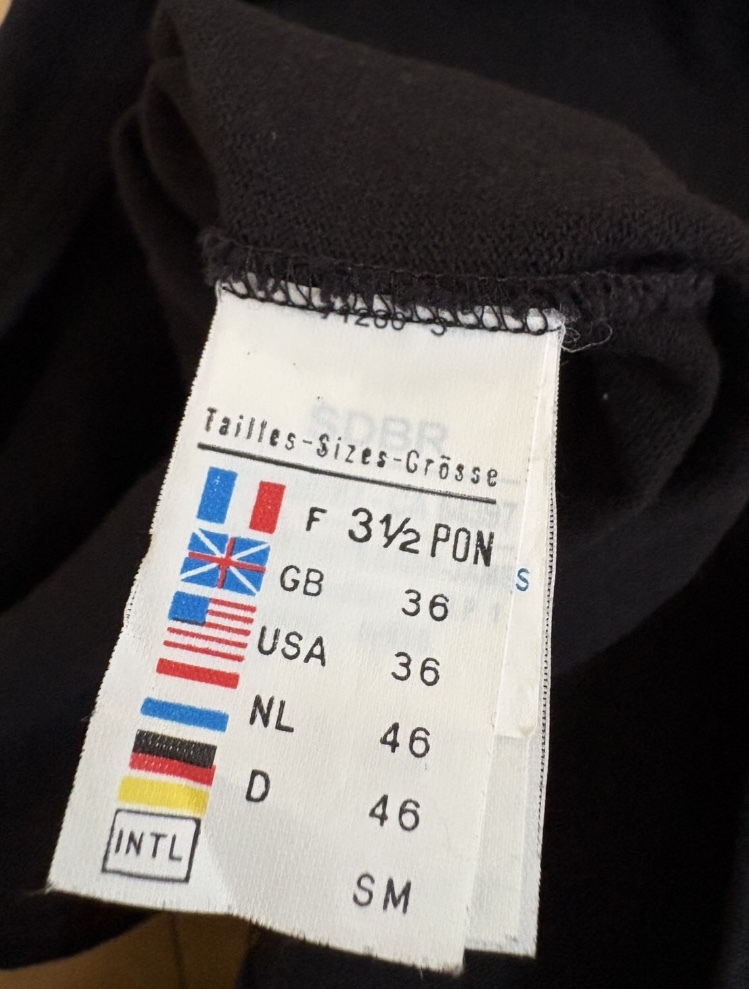 SDBR
Tailles-Sizes-Grösse
F 3½ PON
GB 36
USA 36
NL 46
D 46
INTL SM
S